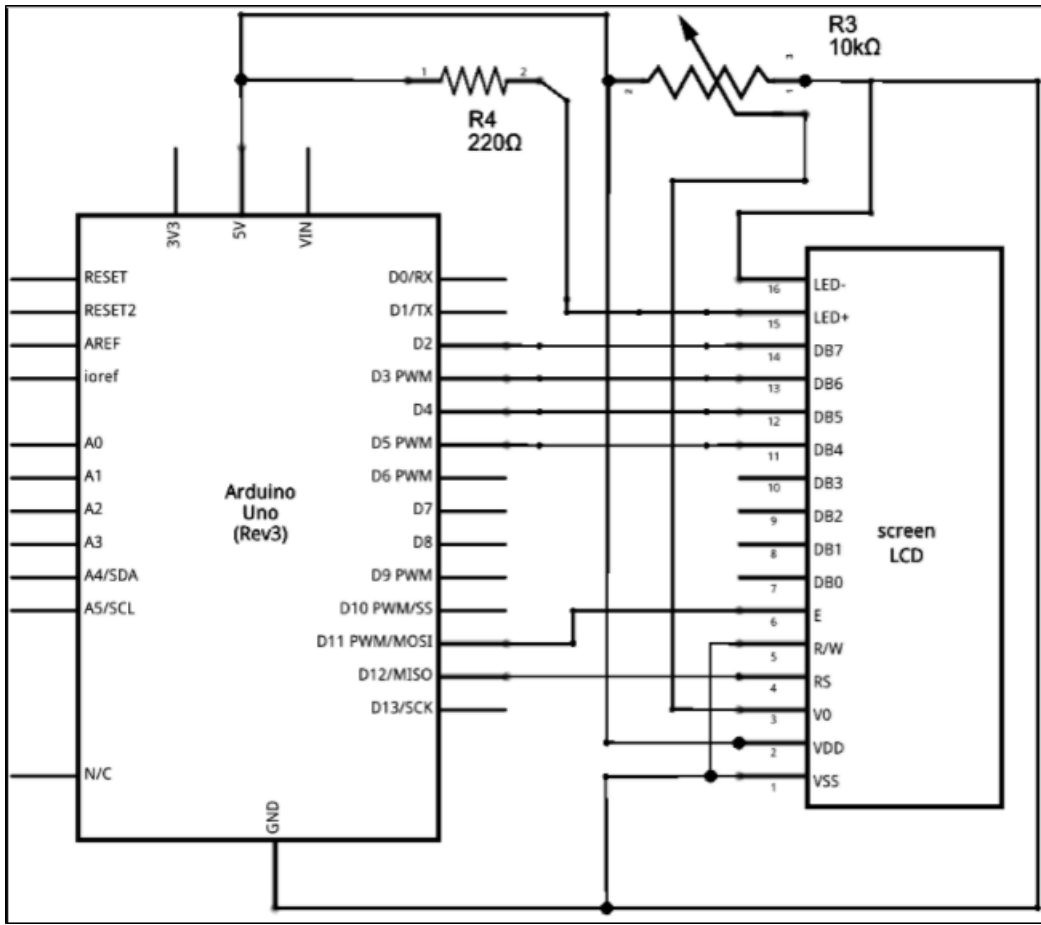 R3
10kΩ
1
2
2
3
1
R4
220Ω
3V3
5V
VIN
RESET
RESET2
AREF
ioref
A0
A1
A2
A3
A4/SDA
A5/SCL
N/C
Arduino
Uno
(Rev3)
GND
D0/RX
D1/TX
D2
D3 PWM
D4
D5 PWM
D6 PWM
D7
D8
D9 PWM
D10 PWM/SS
D11 PWM/MOSI
D12/MISO
D13/SCK
16 LED-
15 LED+
14 DB7
13 DB6
12 DB5
11 DB4
10 DB3
9 DB2
8 DB1
7 DB0
6 E
5 R/W
4 RS
3 V0
2 VDD
1 VSS
screen
LCD